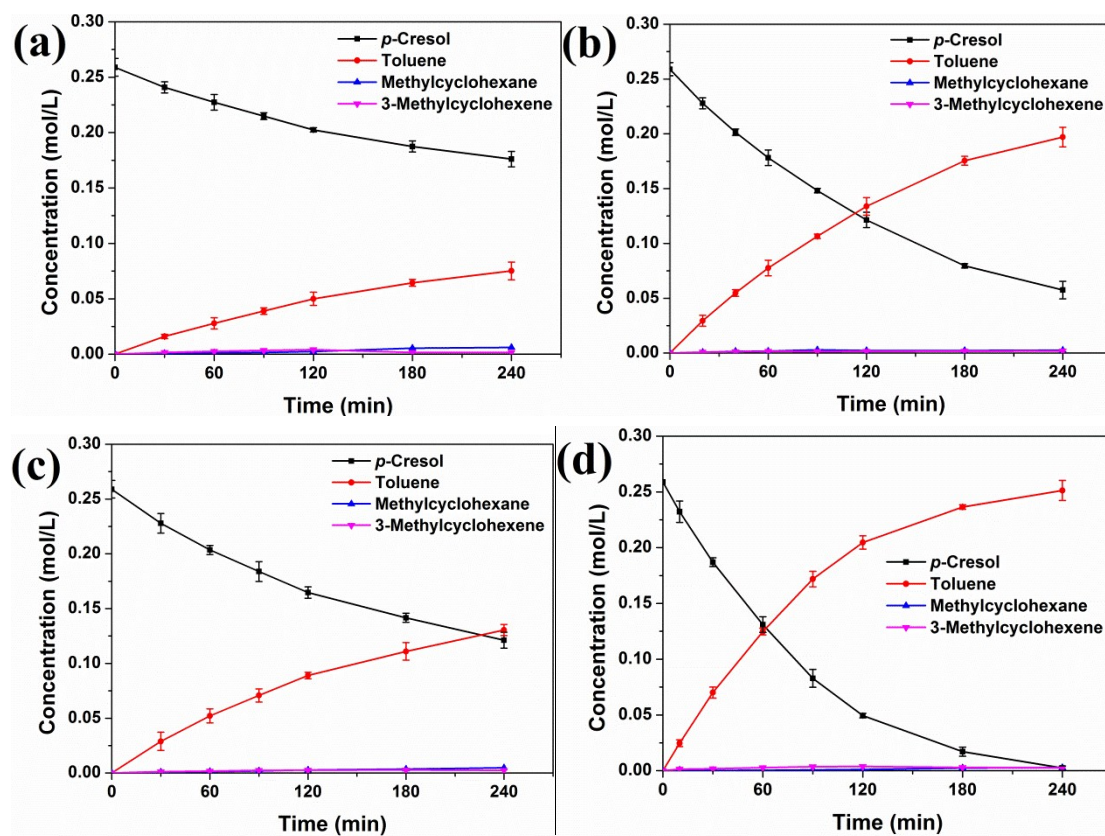 (a)
p-Cresol
Toluene
Methylcyclohexane
3-Methylcyclohexene
Concentration (mol/L)
0.30
0.25
0.20
0.15
0.10
0.05
0.00
0 60 120 180 240
Time (min)
(b)
p-Cresol
Toluene
Methylcyclohexane
3-Methylcyclohexene
Concentration (mol/L)
0.30
0.25
0.20
0.15
0.10
0.05
0.00
0 60 120 180 240
Time (min)
(c)
p-Cresol
Toluene
Methylcyclohexane
3-Methylcyclohexene
Concentration (mol/L)
0.30
0.25
0.20
0.15
0.10
0.05
0.00
0 60 120 180 240
Time (min)
(d)
p-Cresol
Toluene
Methylcyclohexane
3-Methylcyclohexene
Concentration (mol/L)
0.30
0.25
0.20
0.15
0.10
0.05
0.00
0 60 120 180 240
Time (min)